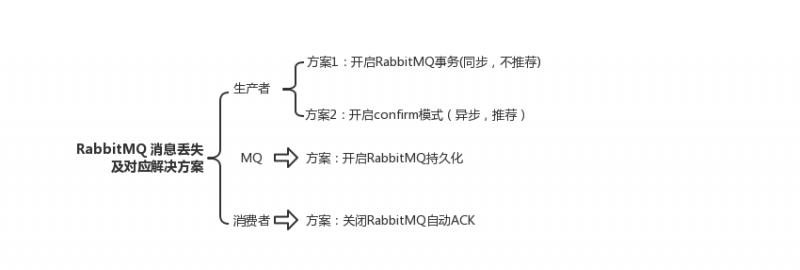 方案1：开启RabbitMQ事务(同步，不推荐)
生产者
方案2：开启confirm模式（异步，推荐）
RabbitMQ 消息丢失
及对应解决方案
MQ
方案：开启RabbitMQ持久化
消费者
方案：关闭RabbitMQ自动ACK